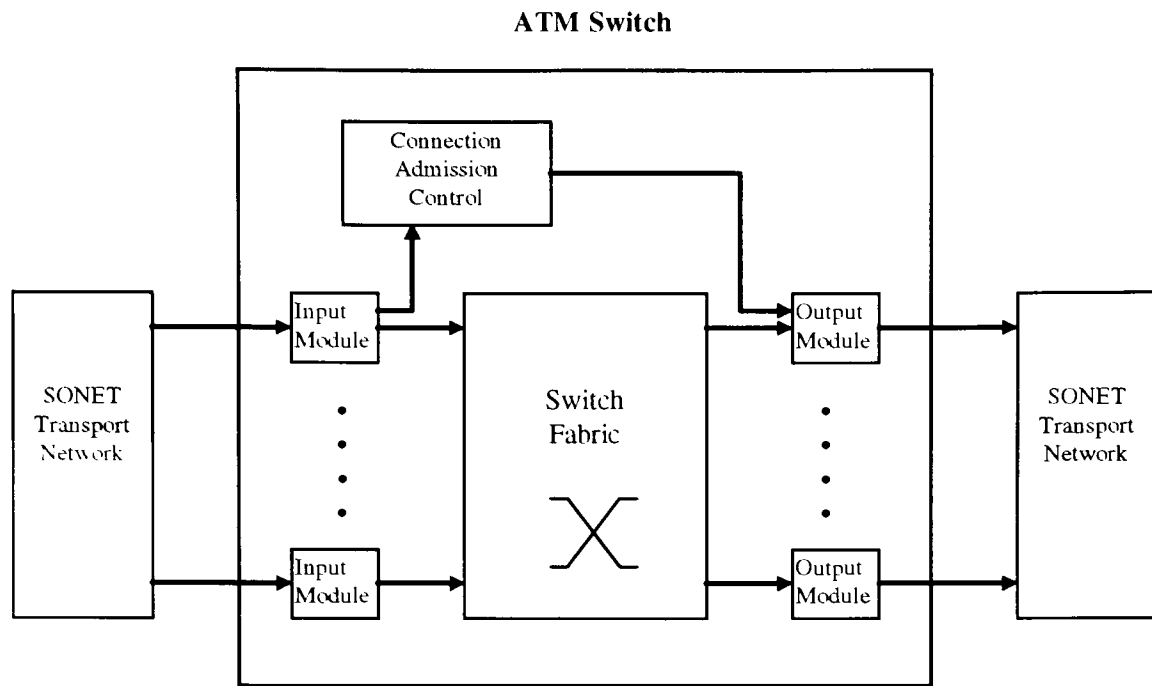 ATM Switch
Connection
Admission
Control
Input
Module
Output
Module
SONET
Transport
Network
Switch
Fabric
SONET
Transport
Network
Input
Module
Output
Module